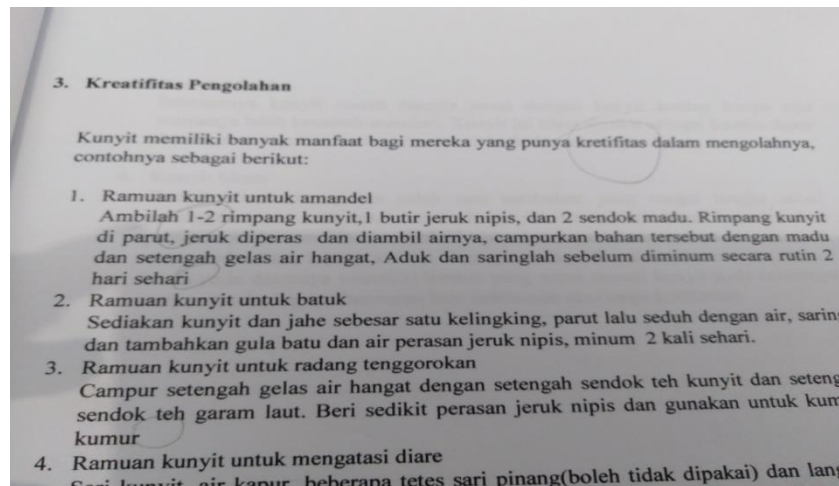 3. Kreatifitas Pengolahan
Kunyit memiliki banyak manfaat bagi mereka yang punya kretifitas dalam mengolahnya,
contohnya sebagai berikut:
1. Ramuan kunyit untuk amandel
Ambilah 1-2 rimpang kunyit,1 butir jeruk nipis, dan 2 sendok madu. Rimpang kunyit
di parut, jeruk diperas dan diambil airnya, campurkan bahan tersebut dengan madu
dan setengah gelas air hangat, Aduk dan saringlah sebelum diminum secara rutin 2
hari sehari
2. Ramuan kunyit untuk batuk
Sediakan kunyit dan jahe sebesar satu kelingking, parut lalu seduh dengan air, sarin
dan tambahkan gula batu dan air perasan jeruk nipis, minum 2 kali sehari.
3. Ramuan kunyit untuk radang tenggorokan
Campur setengah gelas air hangat dengan setengah sendok teh kunyit dan seteng
sendok teh garam laut. Beri sedikit perasan jeruk nipis dan gunakan untuk kum
kumur
4. Ramuan kunyit untuk mengatasi diare
Sari kunyit, air kapur, beberapa tetes sari pinang(boleh tidak dipakai) dan lang